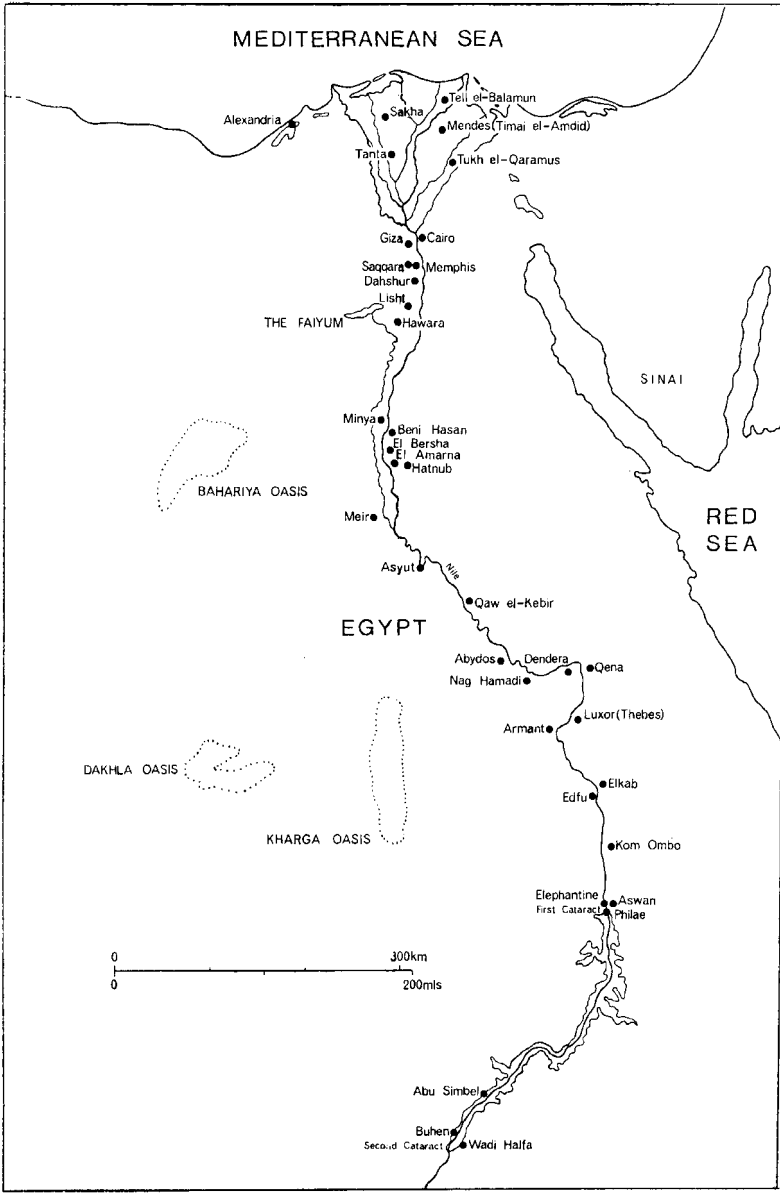 MEDITERRANEAN SEA
Tell el-Balamun
Sakha
Alexandria
Mendes(Timai el-Amdid)
Tanta
Tukh el-Qaramus
Giza
Cairo
Saqqara
Memphis
Dahshur
Lisht
THE FAIYUM
Hawara
SINAI
Minya
Beni Hasan
El Bersha
El Amarna
Hatnub
BAHARIYA OASIS
Meir
RED
SEA
Asyut
Nile
Qaw el-Kebir
EGYPT
Abydos
Dendera
Qena
Nag Hamadi
Luxor(Thebes)
Armant
DAKHLA OASIS
Elkab
Edfu
KHARGA OASIS
Kom Ombo
Elephantine
Aswan
First Cataract
Philae
0 300km
0 200mls
Abu Simbel
Buhen
Second Cataract
Wadi Halfa